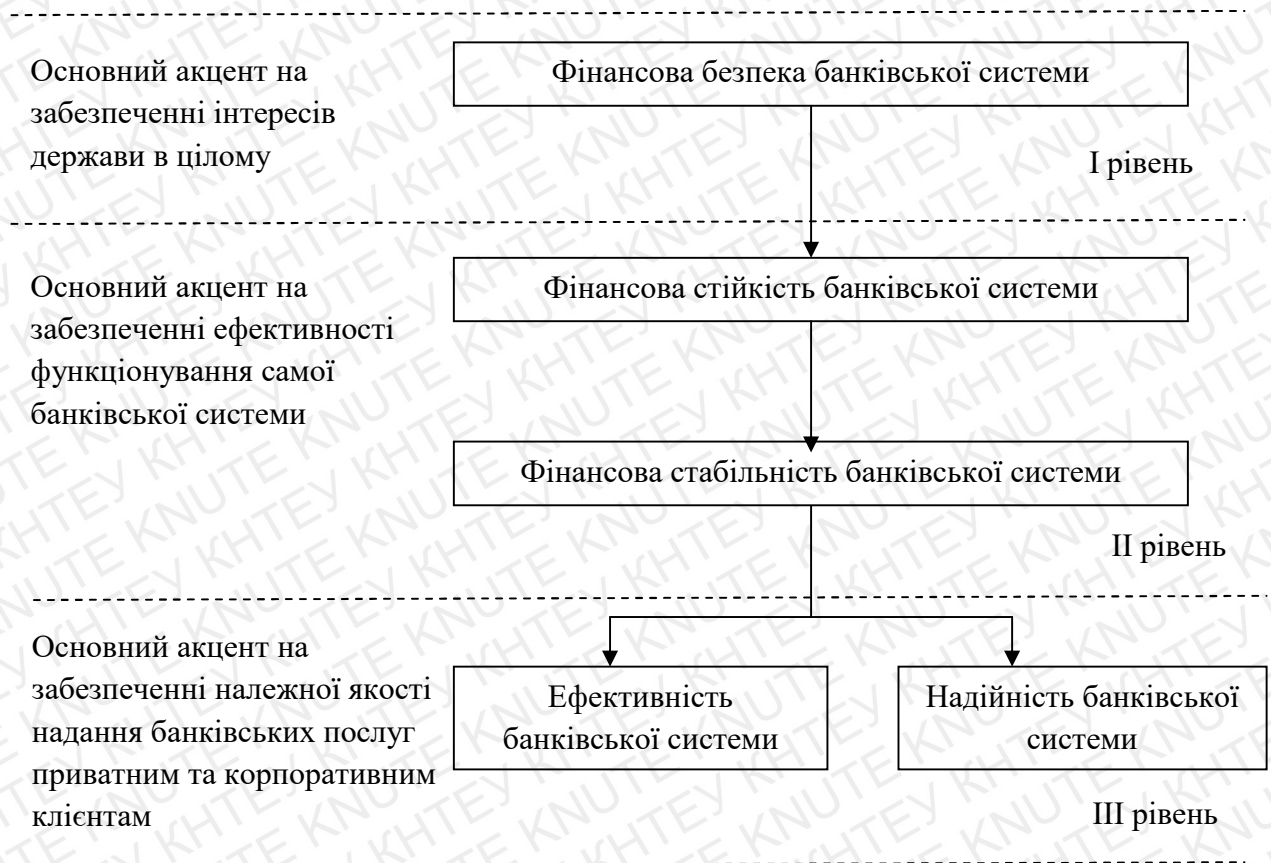 Основний акцент на
забезпеченні інтересів
держави в цілому
Фінансова безпека банківської системи
І рівень
Основний акцент на
забезпеченні ефективності
функціонування самої
банківської системи
Фінансова стійкість банківської системи
Фінансова стабільність банківської системи
ІІ рівень
Основний акцент на
забезпеченні належної якості
надання банківських послуг
приватним та корпоративним
клієнтам
Ефективність
банківської системи
Надійність банківської
системи
ІІІ рівень